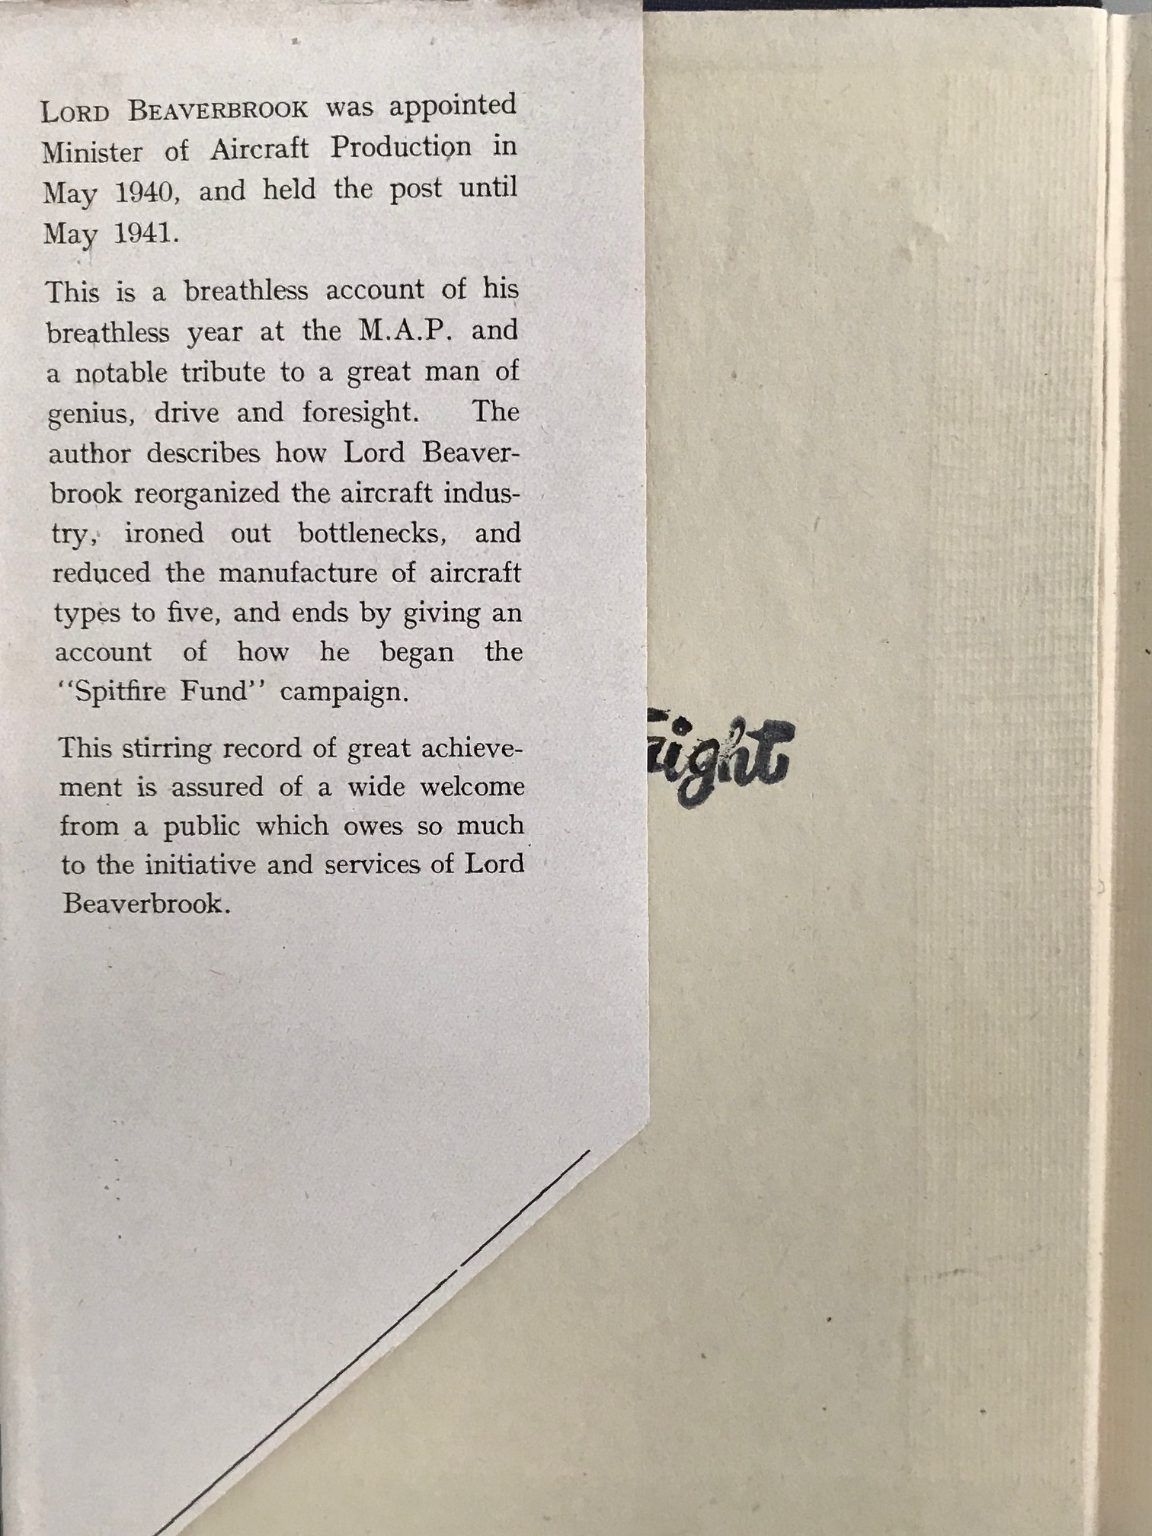 LORD BEAVERBROOK was appointed
Minister of Aircraft Production in
May 1940, and held the post until
May 1941.
This is a breathless account of his
breathless year at the M.A.P. and
a notable tribute to a great man of
genius, drive and foresight. The
author describes how Lord Beaver-
brook reorganized the aircraft indus-
try, ironed out bottlenecks, and
reduced the manufacture of aircraft
types to five, and ends by giving an
account of how he began the
“Spitfire Fund” campaign.
This stirring record of great achieve-
ment is assured of a wide welcome
from a public which owes so much
to the initiative and services of Lord
Beaverbrook.